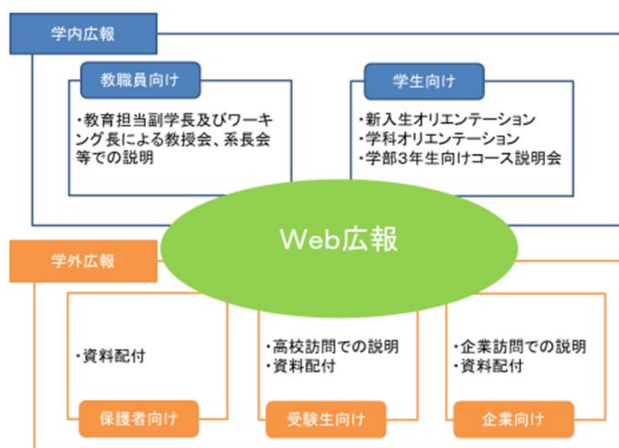 学内広報
教職員向け
・教育担当副学長及びワーキ
ング長による教授会、系長会
等での説明
学生向け
・新入生オリエンテーション
・学科オリエンテーション
・学部3年生向けコース説明会
Web広報
学外広報
・資料配付
保護者向け
・高校訪問での説明
・資料配付
受験生向け
・企業訪問での説明
・資料配付
企業向け